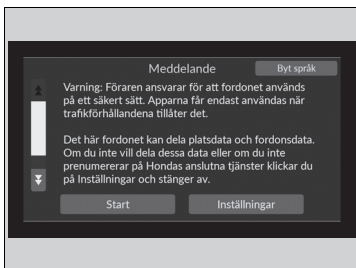 Meddelande
Byt språk
Varning: Föraren ansvarar för att fordonet används
på ett säkert sätt. Apparna får endast användas när
trafikförhållandena tillåter det.
Det här fordonet kan dela platsdata och fordonsdata.
Om du inte vill dela dessa data eller om du inte
prenumererar på Hondas anslutna tjänster klickar du
på Inställningar och stänger av.
Start
Inställningar